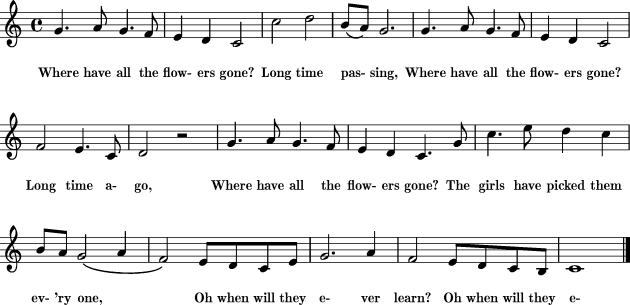 Where have all the flow- ers gone? Long time pas- sing, Where have all the flow- ers gone?
Long time a- go, Where have all the flow- ers gone? The girls have picked them
ev- 'ry one, Oh when will they e- ver learn? Oh when will they e-